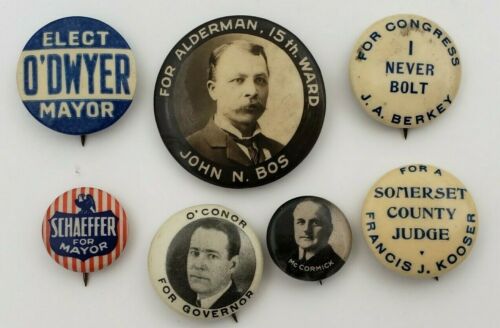 ELECT
O'DWYER
MAYOR
FOR ALDERMAN, 15th. WARD
JOHN N. BOS
FOR CONGRESS
I
NEVER
BOLT
J. A. BERKEY
SCHAEFFER
FOR
MAYOR
O'CONOR
FOR GOVERNOR
McCORMICK
FOR A
SOMERSET
COUNTY
JUDGE
FRANCIS J. KOOSER